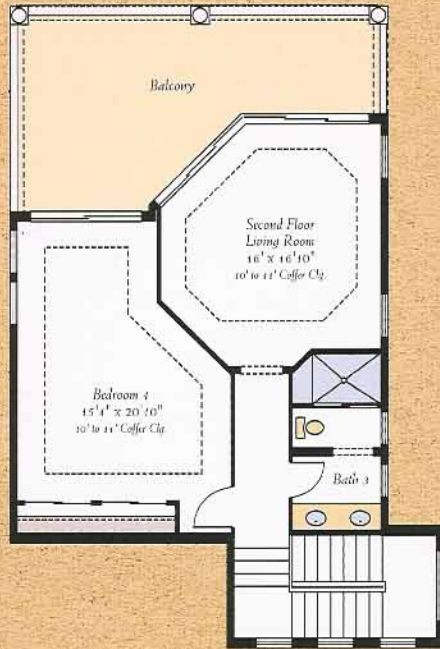 Balcony
Second Floor
Living Room
16' x 16'10"
10' to 11' Coffer Clg.
Bedroom 4
15'4" x 20'10"
10' to 11' Coffer Clg.
Bath 3